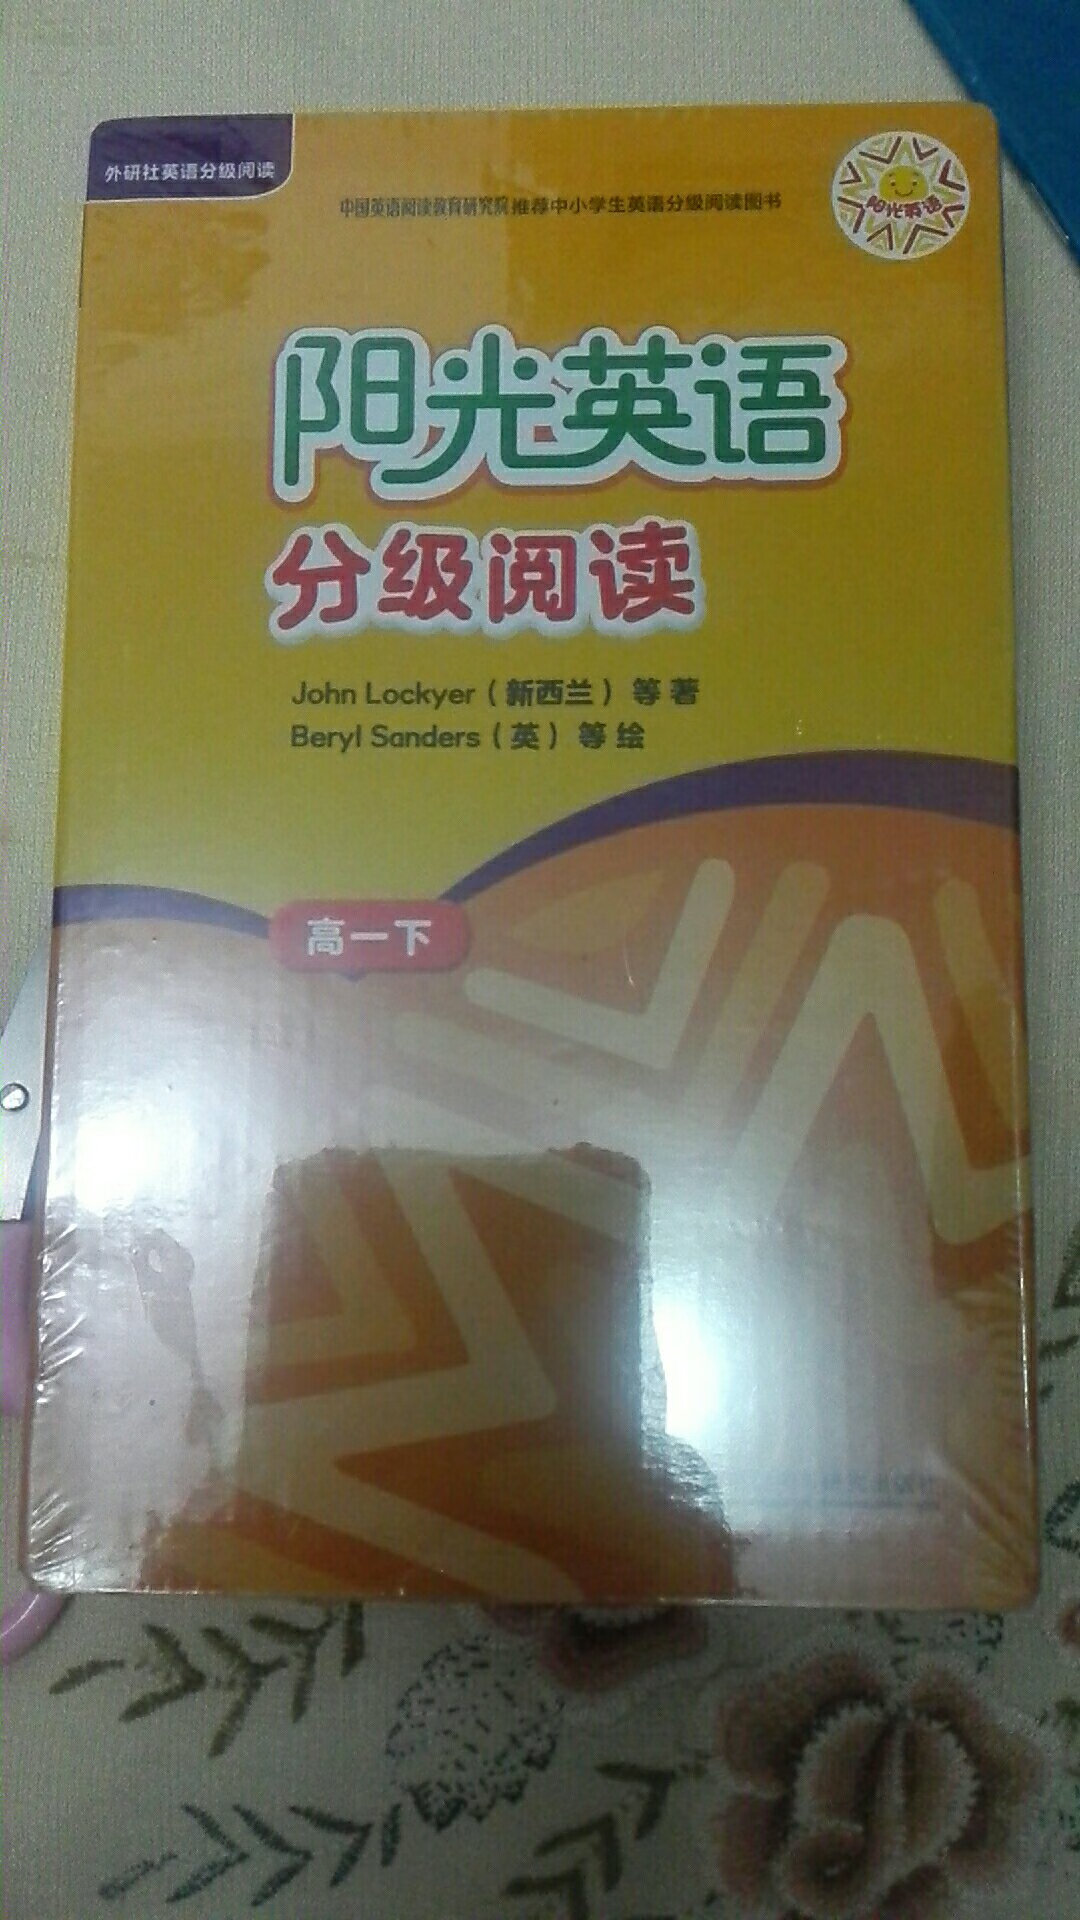 外研社英语分级阅读
中国英语阅读教育研究院推荐中小学生英语分级阅读图书
阳光英语
阳光英语
分级阅读
John Lockyer（新西兰） 等 著
Beryl Sanders（英） 等 绘
高一下